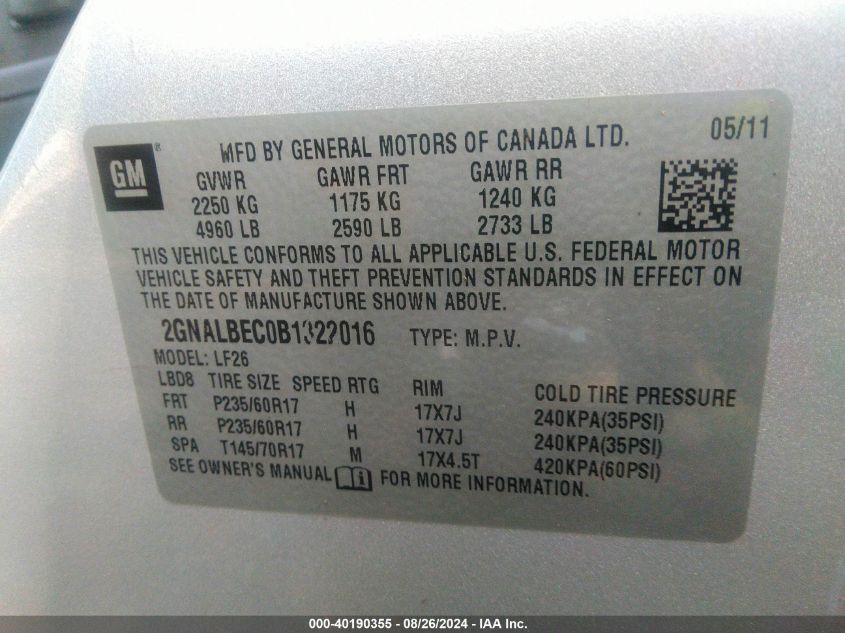 05/11
GM®
MFD BY GENERAL MOTORS OF CANADA LTD.
GVWR GAWR FRT GAWR RR
2250 KG 1175 KG 1240 KG
4960 LB 2590 LB 2733 LB
THIS VEHICLE CONFORMS TO ALL APPLICABLE U.S. FEDERAL MOTOR
VEHICLE SAFETY AND THEFT PREVENTION STANDARDS IN EFFECT ON
THE DATE OF MANUFACTURE SHOWN ABOVE.
2GNALBEC0B1322016 TYPE: M.P.V.
MODEL: LF26
LBD8 TIRE SIZE SPEED RTG RIM COLD TIRE PRESSURE
FRT P235/60R17 H 17X7J 240KPA(35PSI)
RR P235/60R17 H 17X7J 240KPA(35PSI)
SPA T145/70R17 M 17X4.5T 420KPA(60PSI)
SEE OWNER'S MANUAL FOR MORE INFORMATION.
000-40190355 - 08/26/2024 - IAA Inc.